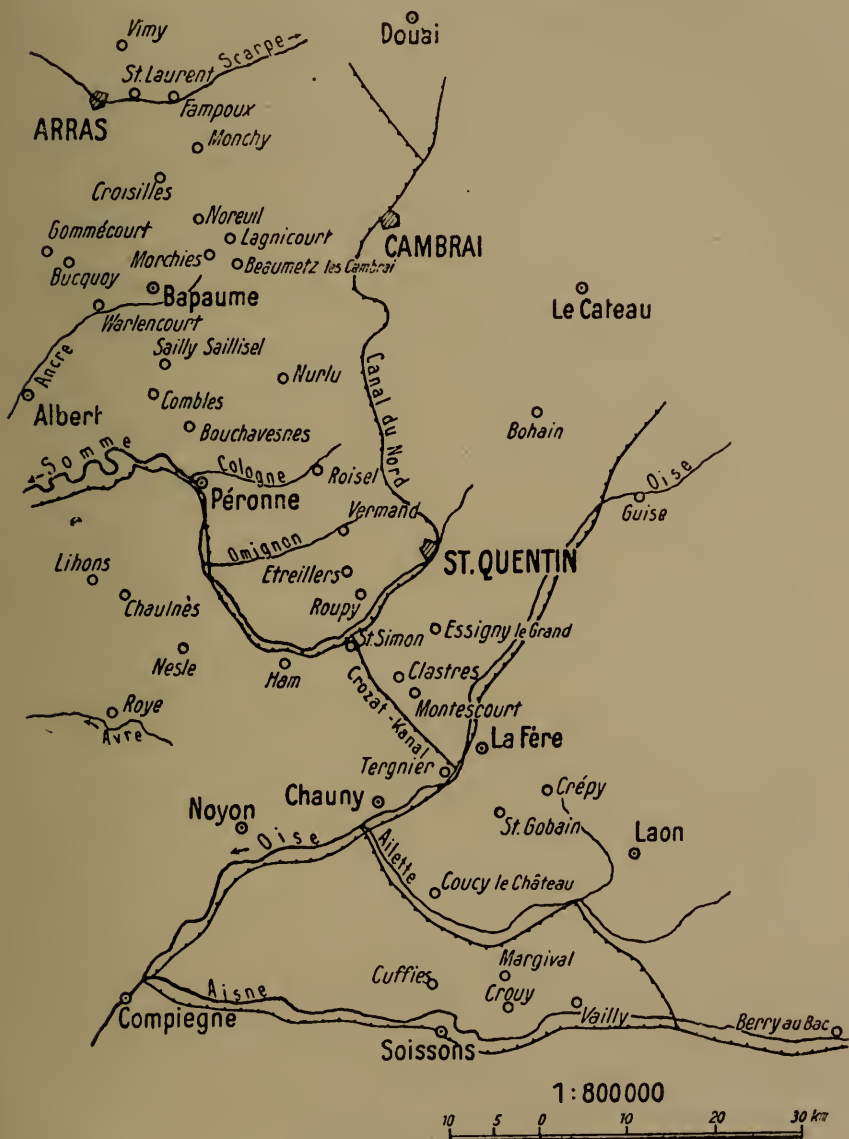 Vimy
Douai
Scarpe
St. Laurent
Fampoux
ARRAS
Monchy
Croisilles
Noreuil
Gommécourt
Lagnicourt
CAMBRAI
Morchies
Beaumetz les Cambrai
Bucquoy
Bapaume
Le Cateau
Warlencourt
Ancre
Sailly Saillisel
Nurlu
Canal du Nord
Albert
Combles
Bohain
Bouchavesnes
Somme
Cologne
Roisel
Oise
Péronne
Guise
Vermand
Omignon
ST. QUENTIN
Lihons
Etreillers
Chaulnès
Roupy
St. Simon
Essigny le Grand
Nesle
Ham
Clastres
Crozat-Kanal
Montescourt
Roye
Avre
La Fère
Tergnier
Chauny
Crépy
Noyon
St. Gobain
Oise
Laon
Ailette
Coucy le Château
Margival
Cuffies
Aisne
Crouy
Compiegne
Vailly
Berry au Bac
Soissons
1:800000
10 5 0 10 20 30 km